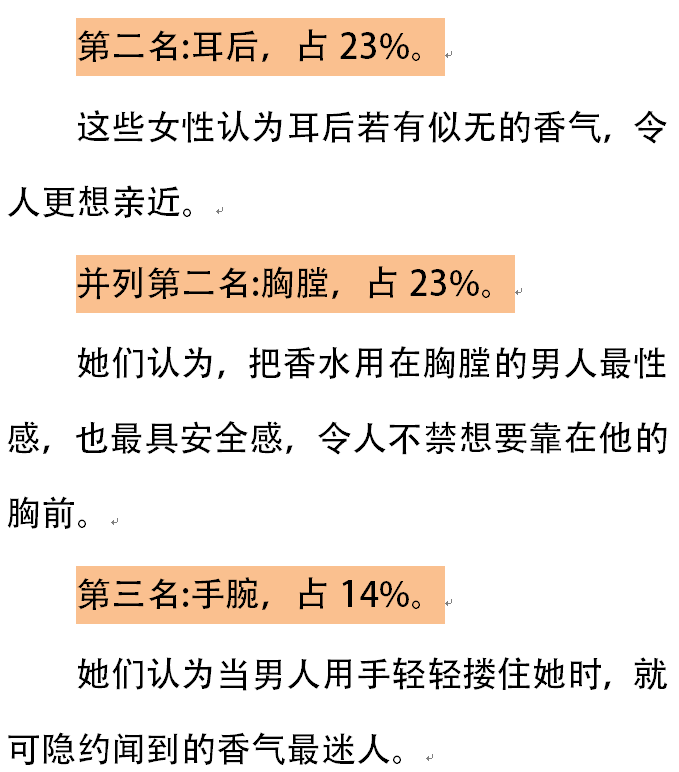 第二名:耳后，占 23%。
这些女性认为耳后若有似无的香气，令
人更想亲近。
并列第二名:胸膛，占 23%。
她们认为，把香水用在胸膛的男人最性
感，也最具安全感，令人不禁想要靠在他的
胸前。
第三名:手腕，占 14%。
她们认为当男人用手轻轻搂住她时，就
可隐约闻到的香气最迷人。